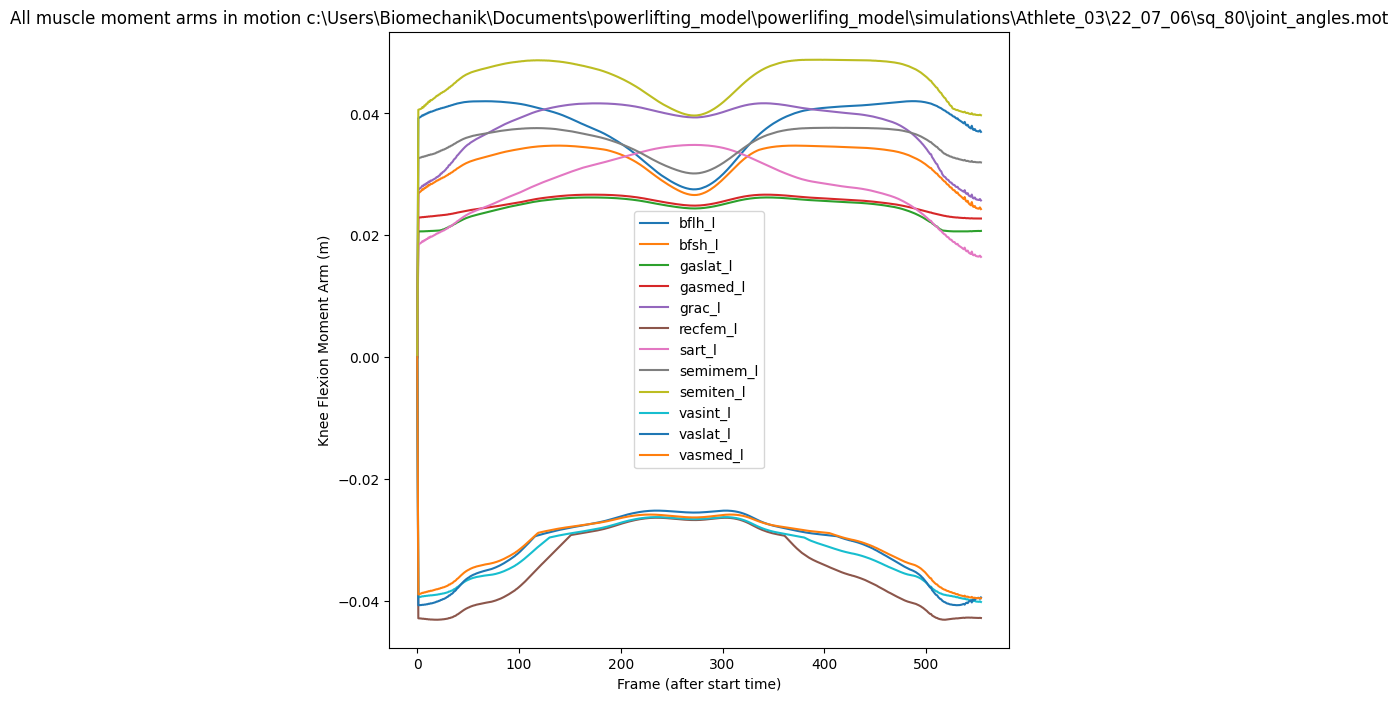 All muscle moment arms in motion c:\Users\Biomechanik\Documents\powerlifting_model\powerlifing_model\simulations\Athlete_03\22_07_06\sq_80\joint_angles.mot
Knee Flexion Moment Arm (m)
0.04
0.02
0.00
−0.02
−0.04
bflh_l
bfsh_l
gaslat_l
gasmed_l
grac_l
recfem_l
sart_l
semimem_l
semiten_l
vasint_l
vaslat_l
vasmed_l
0 100 200 300 400 500
Frame (after start time)